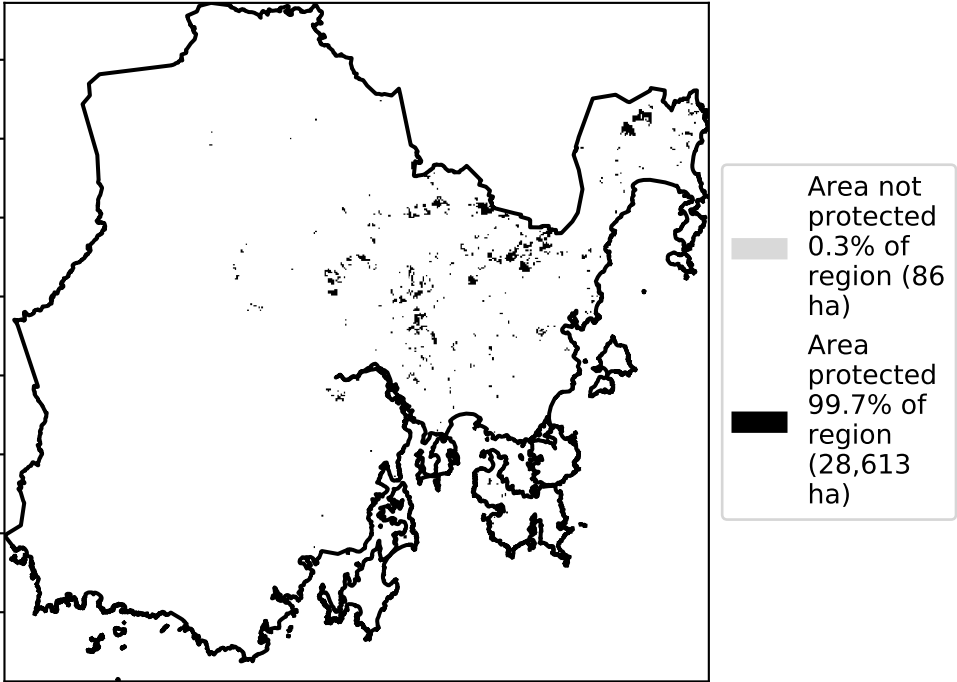 Area not
protected
0.3% of
region (86
ha)
Area
protected
99.7% of
region
(28,613
ha)